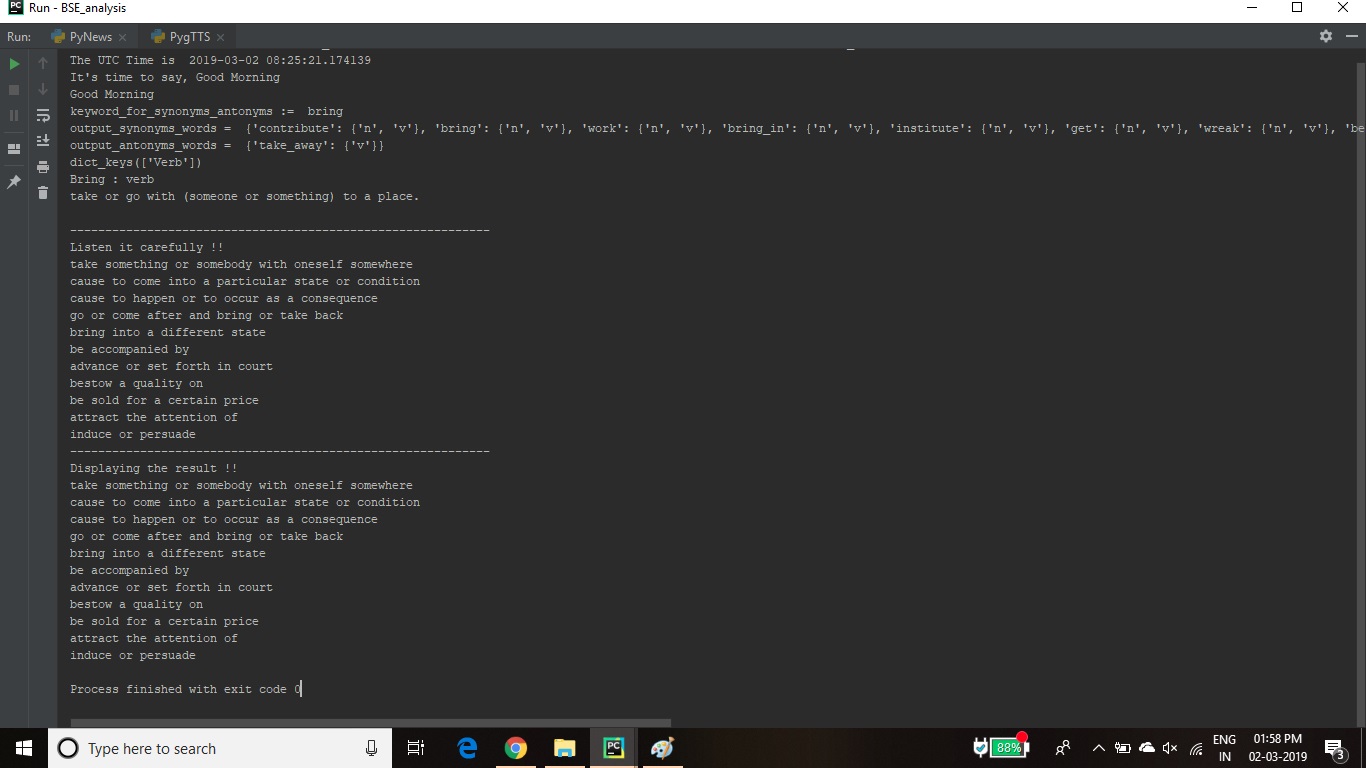 Run - BSE_analysis
Run: PyNews PygTTS
The UTC Time is  2019-03-02 08:25:21.174139
It's time to say, Good Morning
Good Morning
keyword_for_synonyms_antonyms :=  bring
output_synonyms_words =  {'contribute': {'n', 'v'}, 'bring': {'n', 'v'}, 'work': {'n', 'v'}, 'bring_in': {'n', 'v'}, 'institute': {'n', 'v'}, 'get': {'n', 'v'}, 'wreak': {'n', 'v'}, 'be
output_antonyms_words =  {'take_away': {'v'}}
dict_keys(['Verb'])
Bring : verb
take or go with (someone or something) to a place.
------------------------------------------------------------
Listen it carefully !!
take something or somebody with oneself somewhere
cause to come into a particular state or condition
cause to happen or to occur as a consequence
go or come after and bring or take back
bring into a different state
be accompanied by
advance or set forth in court
bestow a quality on
be sold for a certain price
attract the attention of
induce or persuade
------------------------------------------------------------
Displaying the result !!
take something or somebody with oneself somewhere
cause to come into a particular state or condition
cause to happen or to occur as a consequence
go or come after and bring or take back
bring into a different state
be accompanied by
advance or set forth in court
bestow a quality on
be sold for a certain price
attract the attention of
induce or persuade
Process finished with exit code 0
Type here to search
88%
ENG
IN
01:58 PM
02-03-2019
3